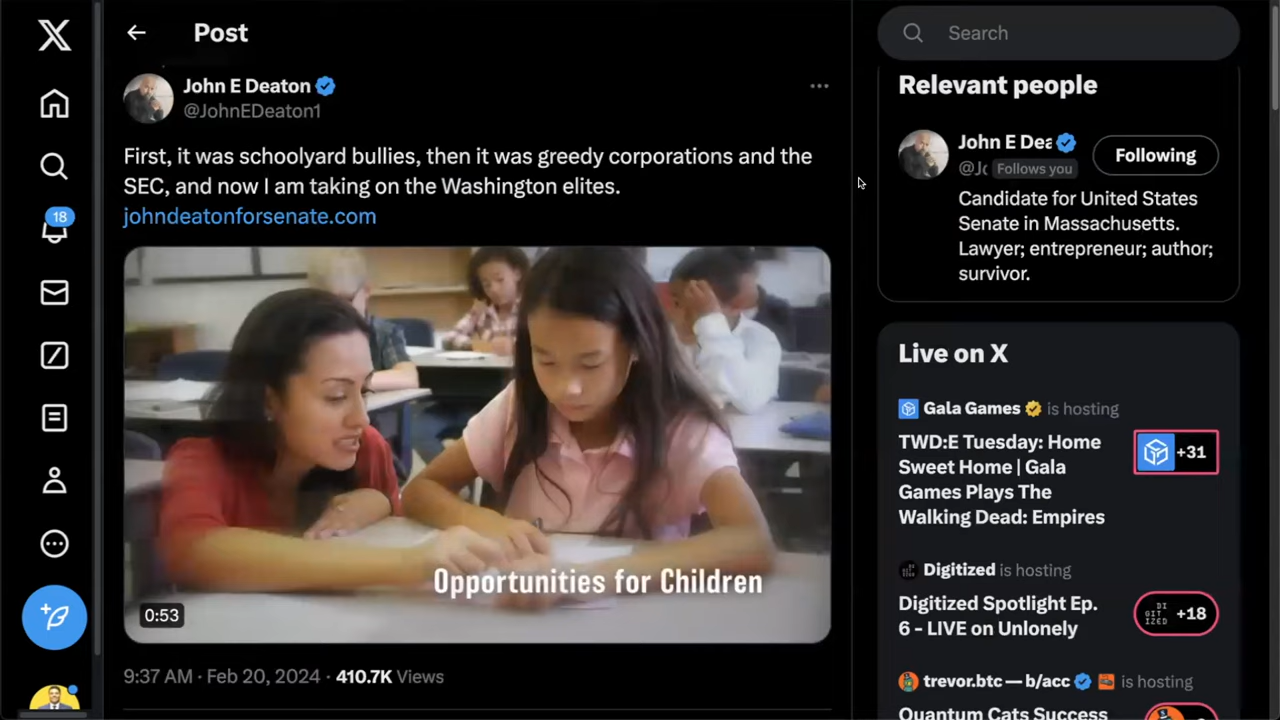 Post
John E Deaton
@JohnEDeaton1
First, it was schoolyard bullies, then it was greedy corporations and the
SEC, and now I am taking on the Washington elites.
johndeatonforsenate.com
Opportunities for Children
0:53
9:37 AM · Feb 20, 2024 · 410.7K Views
18
Search
Relevant people
John E Dea
@Jo Follows you
Following
Candidate for United States
Senate in Massachusetts.
Lawyer; entrepreneur; author;
survivor.
Live on X
Gala Games is hosting
TWD:E Tuesday: Home
Sweet Home | Gala
Games Plays The
Walking Dead: Empires
+31
Digitized is hosting
Digitized Spotlight Ep.
6 - LIVE on Unlonely
DI
GIT
IZED
+18
trevor.btc — b/acc is hosting
Quantum Cats Success